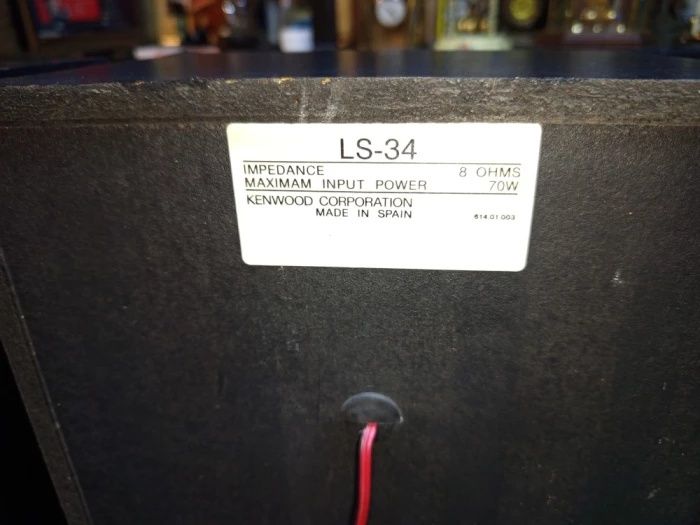 LS-34
IMPEDANCE 8 OHMS
MAXIMAM INPUT POWER 70W
KENWOOD CORPORATION
MADE IN SPAIN 614.01.003